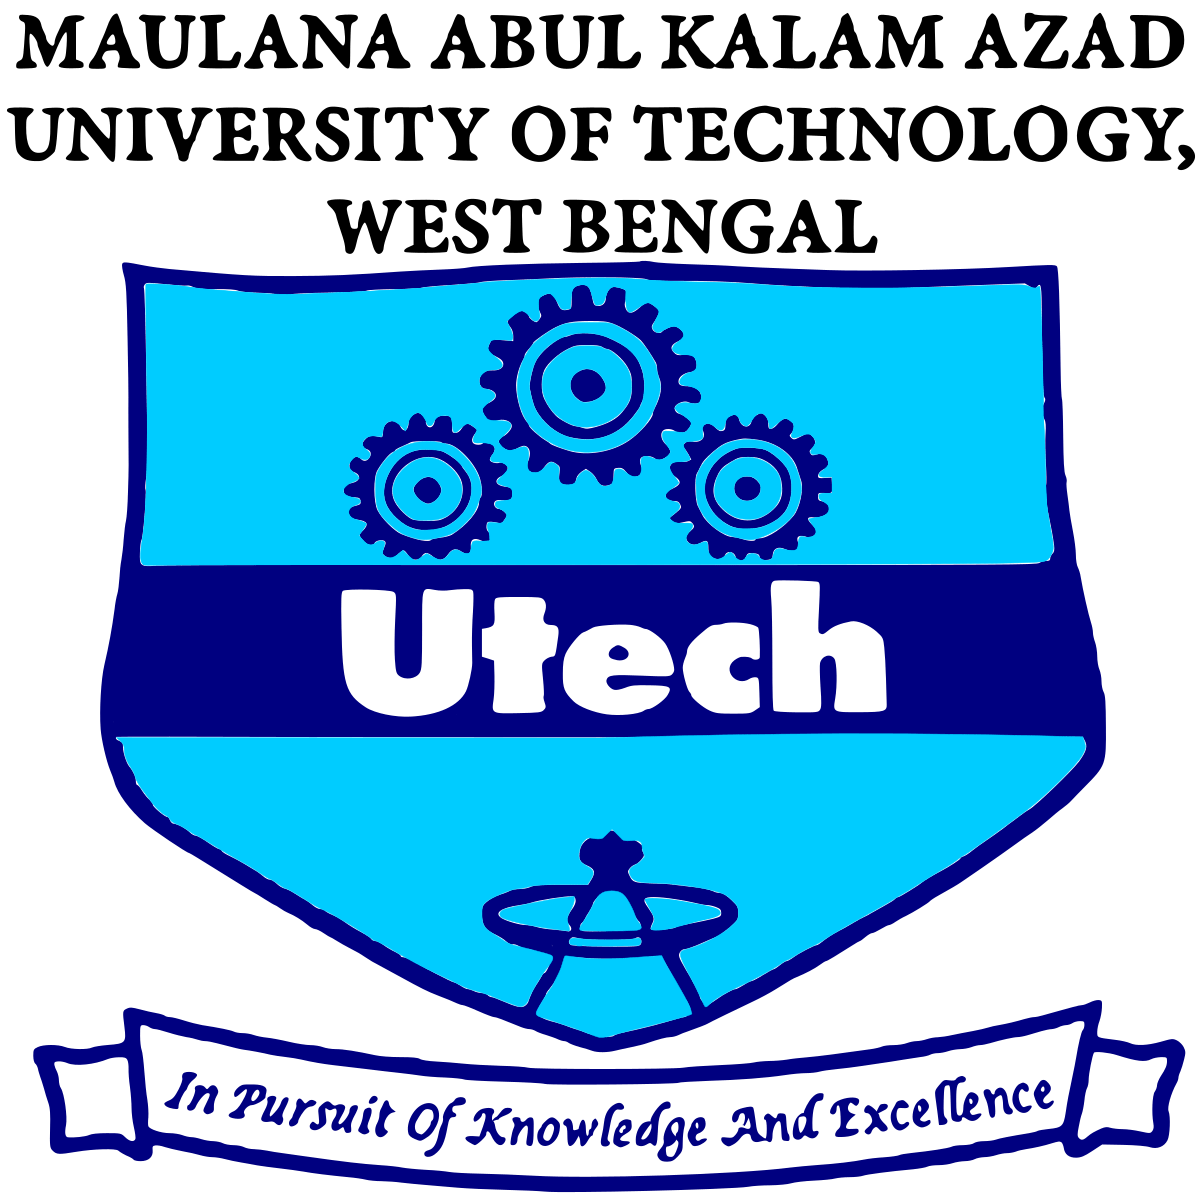 MAULANA ABUL KALAM AZAD
UNIVERSITY OF TECHNOLOGY,
WEST BENGAL
Utech
In Pursuit Of Knowledge And Excellence